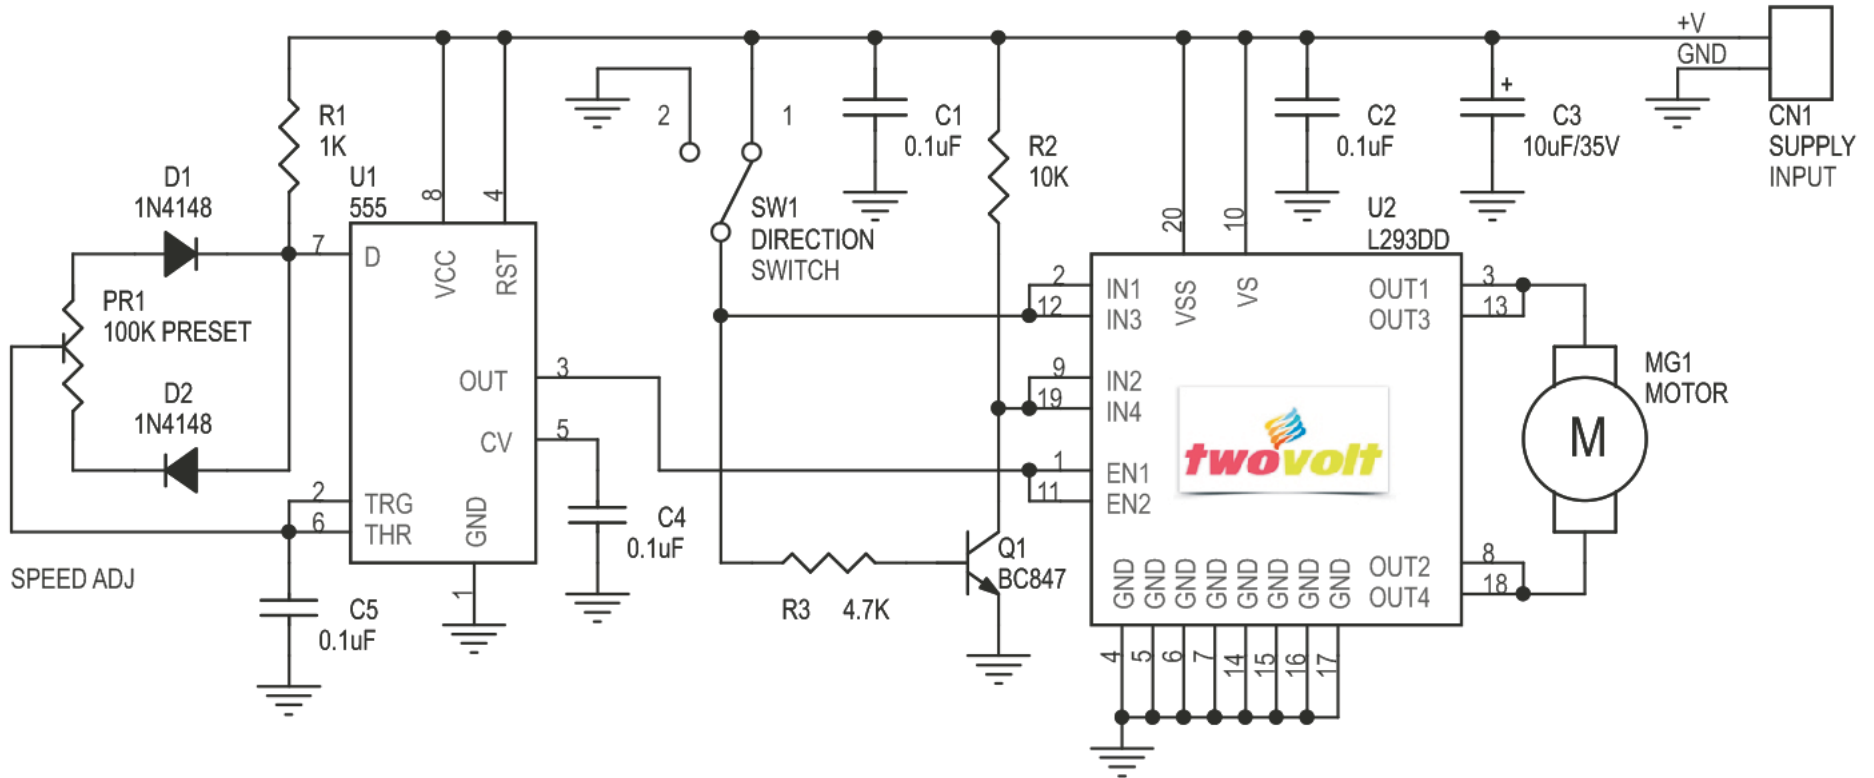 +V
GND
CN1
SUPPLY
INPUT
R1
1K
D1
1N4148
U1
555
8
4
2
1
C1
0.1uF
R2
10K
C2
0.1uF
+
C3
10uF/35V
SW1
DIRECTION
SWITCH
20
10
U2
L293DD
7
D
VCC
RST
PR1
100K PRESET
2
12
IN1
IN3
VSS
VS
OUT1
OUT3
3
13
OUT
3
9
19
IN2
IN4
MG1
MOTOR
M
D2
1N4148
CV
5
1
11
EN1
EN2
twovolt
2
6
TRG
THR
GND
C4
0.1uF
SPEED ADJ
1
C5
0.1uF
R3
4.7K
Q1
BC847
GND
GND
GND
GND
GND
GND
GND
GND
OUT2
OUT4
8
18
4
5
6
7
14
15
16
17